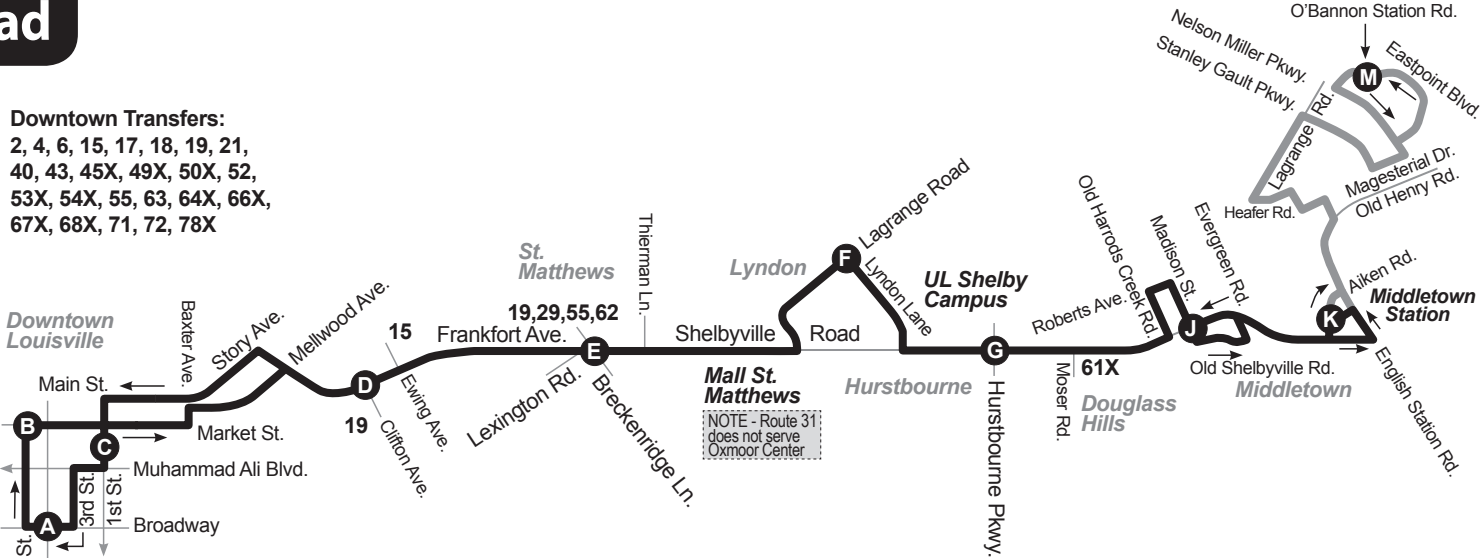 ad
Downtown Transfers:
2, 4, 6, 15, 17, 18, 19, 21,
40, 43, 45X, 49X, 50X, 52,
53X, 54X, 55, 63, 64X, 66X,
67X, 68X, 71, 72, 78X
Downtown
Louisville
Main St.
Baxter Ave.
Story Ave.
Mellwood Ave.
B
C
Market St.
Muhammad Ali Blvd.
3rd St.
1st St.
Broadway
A
St.
15
D
19
Clifton Ave.
Ewing Ave.
Frankfort Ave.
St.
Matthews
19,29,55,62
E
Lexington Rd.
Breckenridge Ln.
Thierman Ln.
Shelbyville
Road
Mall St.
Matthews
NOTE - Route 31
does not serve
Oxmoor Center
Lyndon
F
Lagrange Road
Lyndon Lane
Hurstbourne
UL Shelby
Campus
G
Hurstbourne Pkwy.
Roberts Ave.
Moser Rd.
61X
Douglass
Hills
Old Harrods Creek Rd.
Madison St.
Evergreen Rd.
J
Old Shelbyville Rd.
Middletown
K
Aiken Rd.
Middletown
Station
English Station Rd.
O'Bannon Station Rd.
Nelson Miller Pkwy.
Stanley Gault Pkwy.
M
Eastpoint Blvd.
Lagrange Rd.
Heafer Rd.
Magesterial Dr.
Old Henry Rd.